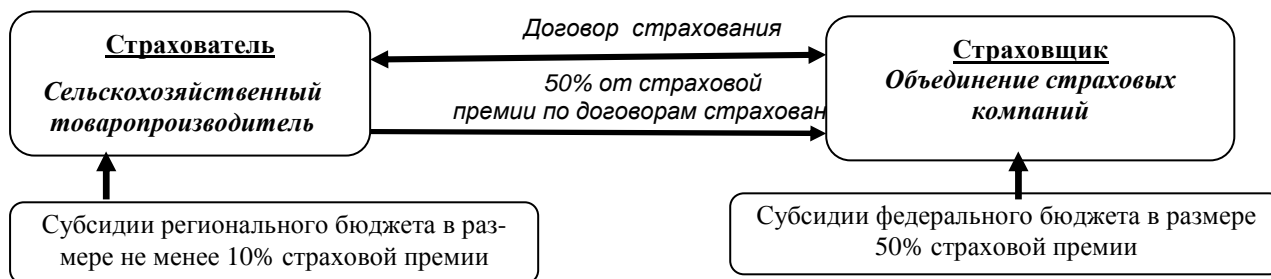 Страхователь
Сельскохозяйственный
товаропроизводитель
Договор страхования
50% от страховой
премии по договорам страхован
Страховщик
Объединение страховых
компаний
Субсидии регионального бюджета в раз-
мере не менее 10% страховой премии
Субсидии федерального бюджета в размере
50% страховой премии